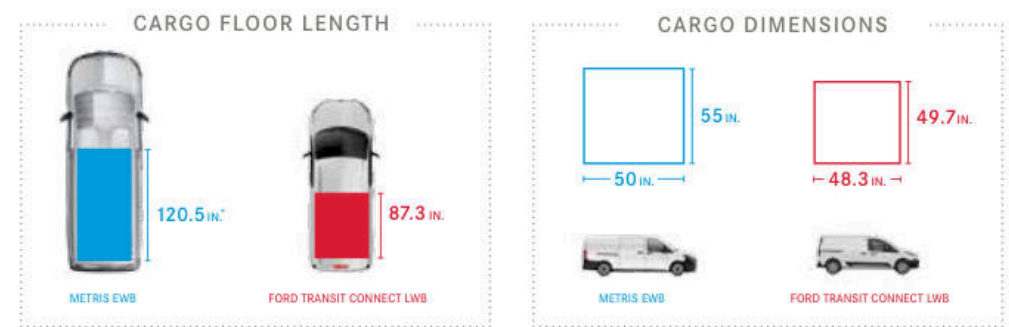 CARGO FLOOR LENGTH
120.5 IN.*
87.3 IN.
METRIS EWB
FORD TRANSIT CONNECT LWB
CARGO DIMENSIONS
55 IN.
49.7 IN.
50 IN.
48.3 IN.
METRIS EWB
FORD TRANSIT CONNECT LWB